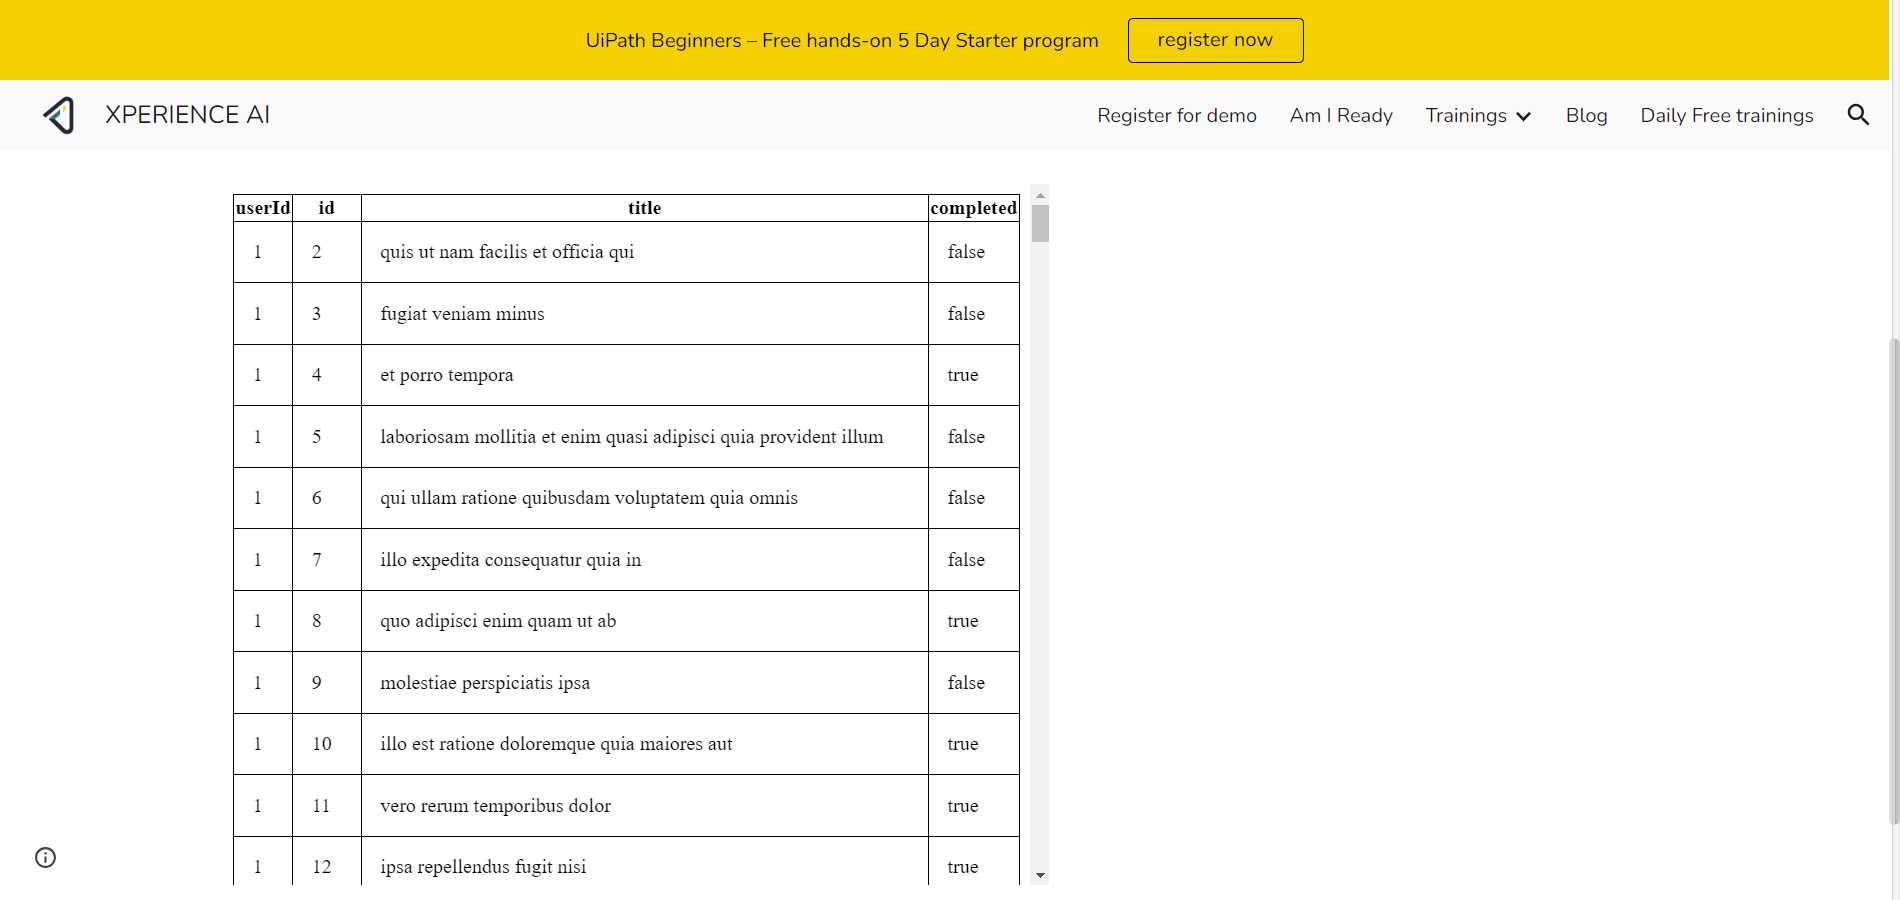 UiPath Beginners – Free hands-on 5 Day Starter program register now
XPERIENCE AI Register for demo Am I Ready Trainings Blog Daily Free trainings
userId id title completed
1 2 quis ut nam facilis et officia qui false
1 3 fugiat veniam minus false
1 4 et porro tempora true
1 5 laboriosam mollitia et enim quasi adipisci quia provident illum false
1 6 qui ullam ratione quibusdam voluptatem quia omnis false
1 7 illo expedita consequatur quia in false
1 8 quo adipisci enim quam ut ab true
1 9 molestiae perspiciatis ipsa false
1 10 illo est ratione doloremque quia maiores aut true
1 11 vero rerum temporibus dolor true
1 12 ipsa repellendus fugit nisi true